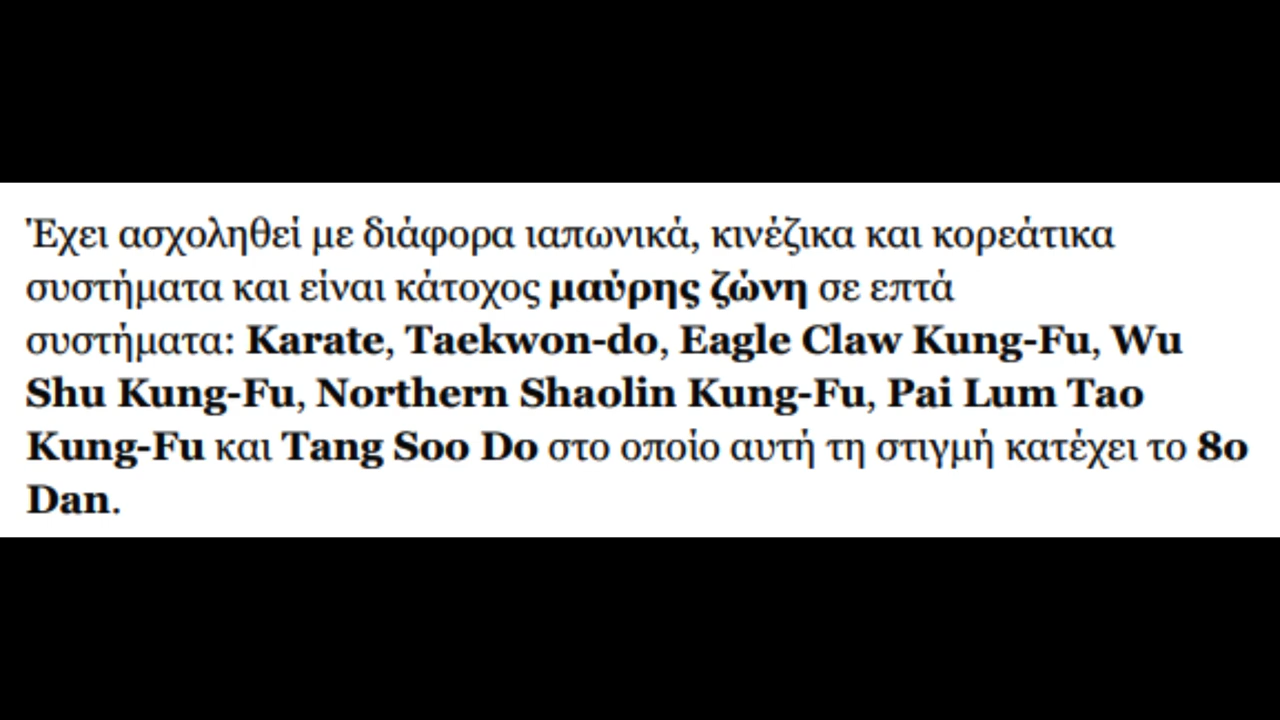 Έχει ασχοληθεί με διάφορα ιαπωνικά, κινέζικα και κορεάτικα
συστήματα και είναι κάτοχος μαύρης ζώνη σε επτά
συστήματα: Karate, Taekwon-do, Eagle Claw Kung-Fu, Wu
Shu Kung-Fu, Northern Shaolin Kung-Fu, Pai Lum Tao
Kung-Fu και Tang Soo Do στο οποίο αυτή τη στιγμή κατέχει το 8ο
Dan.